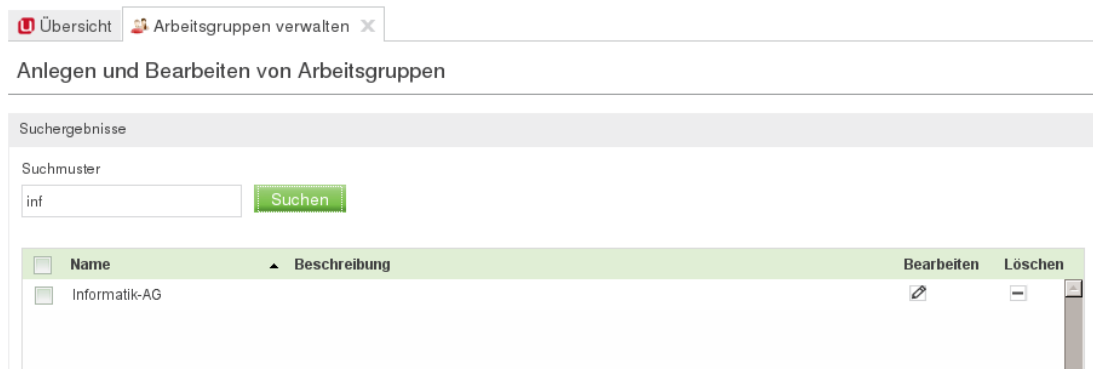 Übersicht Arbeitsgruppen verwalten
Anlegen und Bearbeiten von Arbeitsgruppen
Suchergebnisse
Suchmuster
inf Suchen
Name Beschreibung Bearbeiten Löschen
Informatik-AG